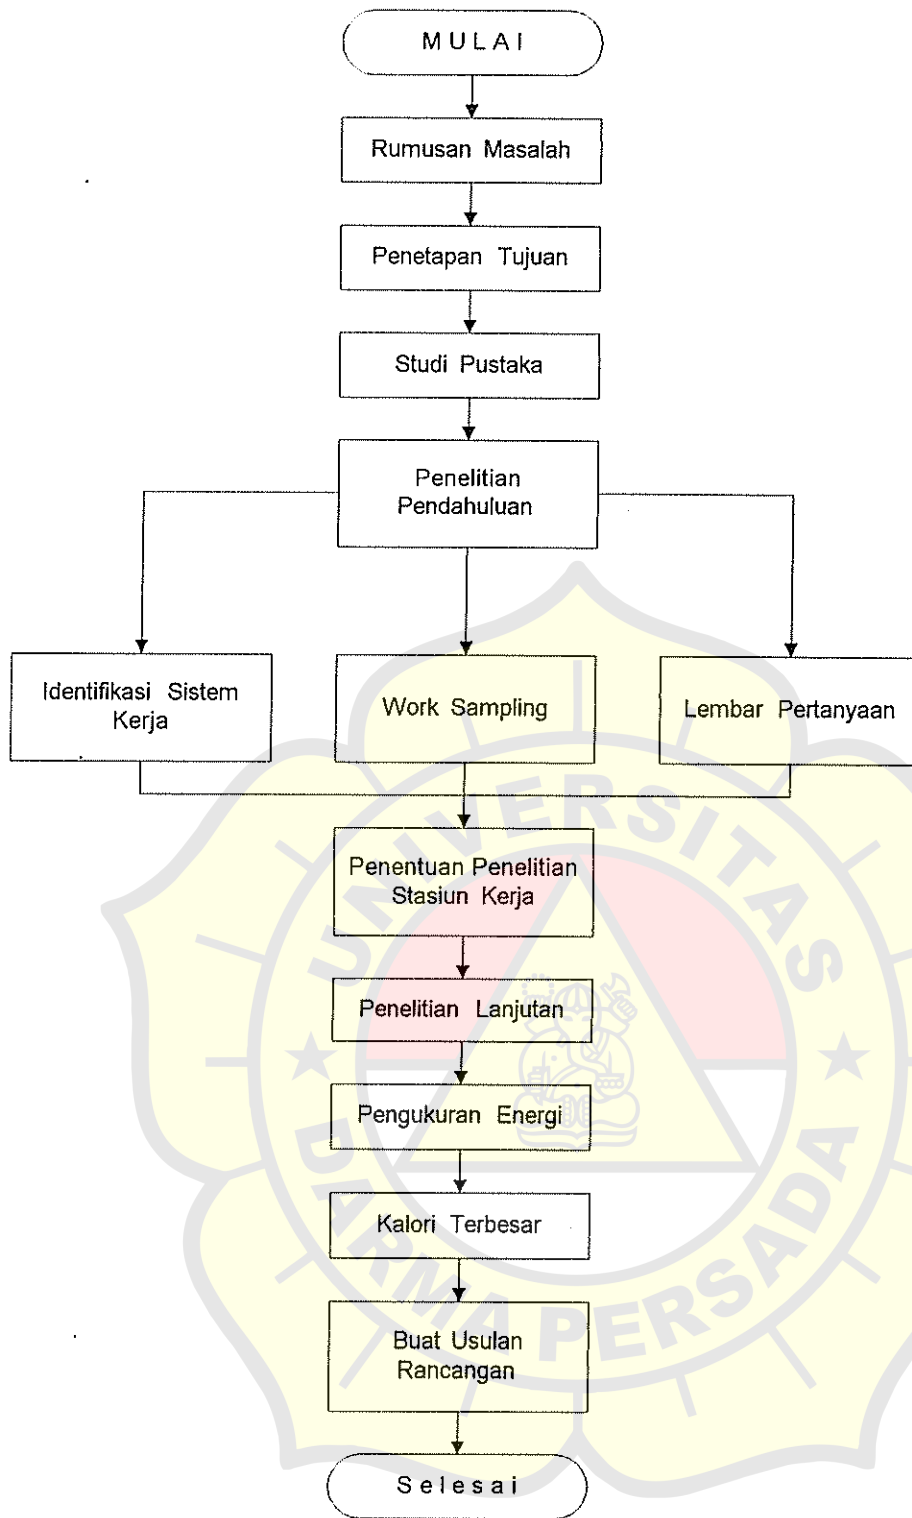 MULAI
Rumusan Masalah
Penetapan Tujuan
Studi Pustaka
Penelitian
Pendahuluan
Identifikasi Sistem
Kerja
Work Sampling
Lembar Pertanyaan
Penentuan Penelitian
Stasiun Kerja
Penelitian Lanjutan
Pengukuran Energi
Kalori Terbesar
Buat Usulan
Rancangan
Selesai
UNIVERSITAS
DARMA PERSADA